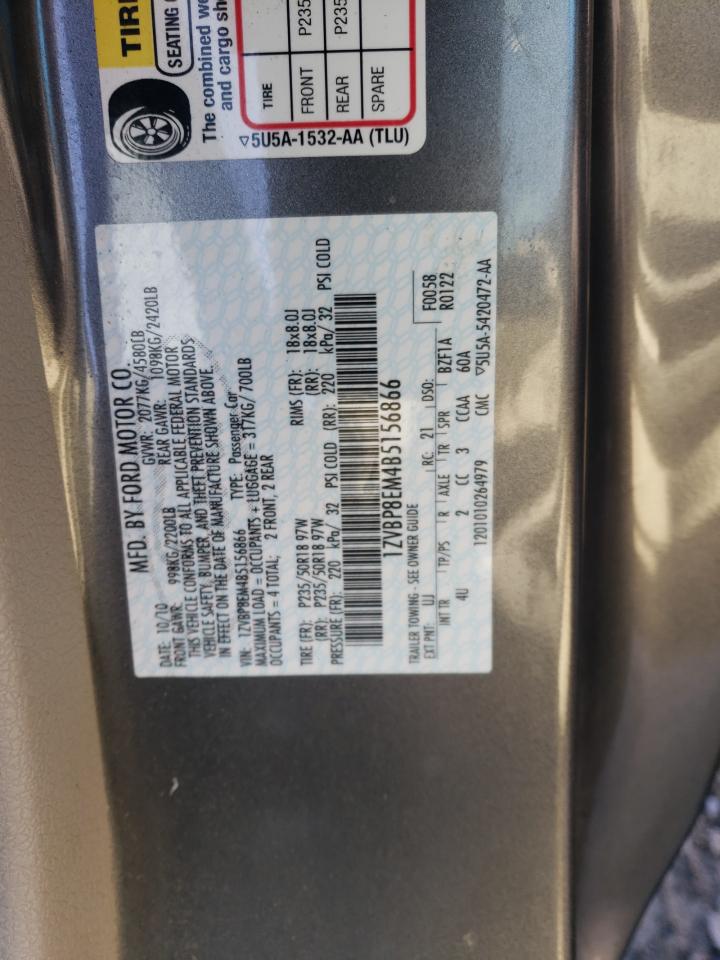 TIRE
SEATING
The combined we
and cargo sh
TIRE
FRONT P235
REAR P235
SPARE
5U5A-1532-AA (TLU)
MFD. BY FORD MOTOR CO.
DATE: 10/10 GVWR: 2077KG/4580LB
FRONT GAWR: 998KG/2200LB REAR GAWR: 1098KG/2420LB
THIS VEHICLE CONFORMS TO ALL APPLICABLE FEDERAL MOTOR
VEHICLE SAFETY, BUMPER, AND THEFT PREVENTION STANDARDS
IN EFFECT ON THE DATE OF MANUFACTURE SHOWN ABOVE.
VIN: 1ZVBP8EM4B5156866 TYPE: Passenger Car
MAXIMUM LOAD = OCCUPANTS + LUGGAGE = 317KG/700LB
OCCUPANTS = 4 TOTAL; 2 FRONT, 2 REAR
TIRE (FR): P235/50R18 97W RIMS (FR): 18x8.0J
(RR): P235/50R18 97W (RR): 18x8.0J
PRESSURE (FR): 220 kPa/ 32 PSI COLD (RR): 220 kPa/ 32 PSI COLD
1ZVBP8EM4B5156866
TRAILER TOWING - SEE OWNER GUIDE F0058
EXT PNT: UJ RC: 21 DSO: R0122
INT TR TP/PS R AXLE TR SPR BZF1A
4U 2 CC 3 CCAA 60A
1201010264979 CMC ▽5U5A-5420472-AA